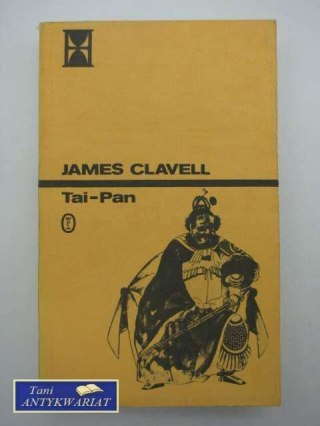 JAMES CLAVELL
Tai-Pan
Tani
ANTYKWARIAT